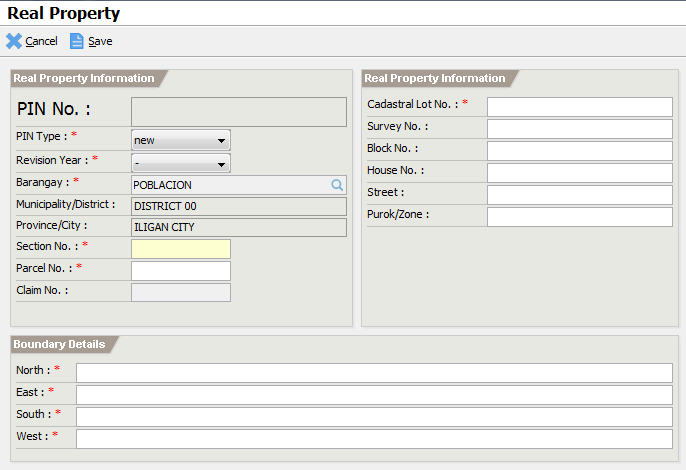 Real Property
Cancel Save
Real Property Information
PIN No. :
PIN Type : * new
Revision Year : * -
Barangay : * POBLACION
Municipality/District : DISTRICT 00
Province/City : ILIGAN CITY
Section No. : *
Parcel No. : *
Claim No. :
Real Property Information
Cadastral Lot No. : *
Survey No. :
Block No. :
House No. :
Street :
Purok/Zone :
Boundary Details
North : *
East : *
South : *
West : *